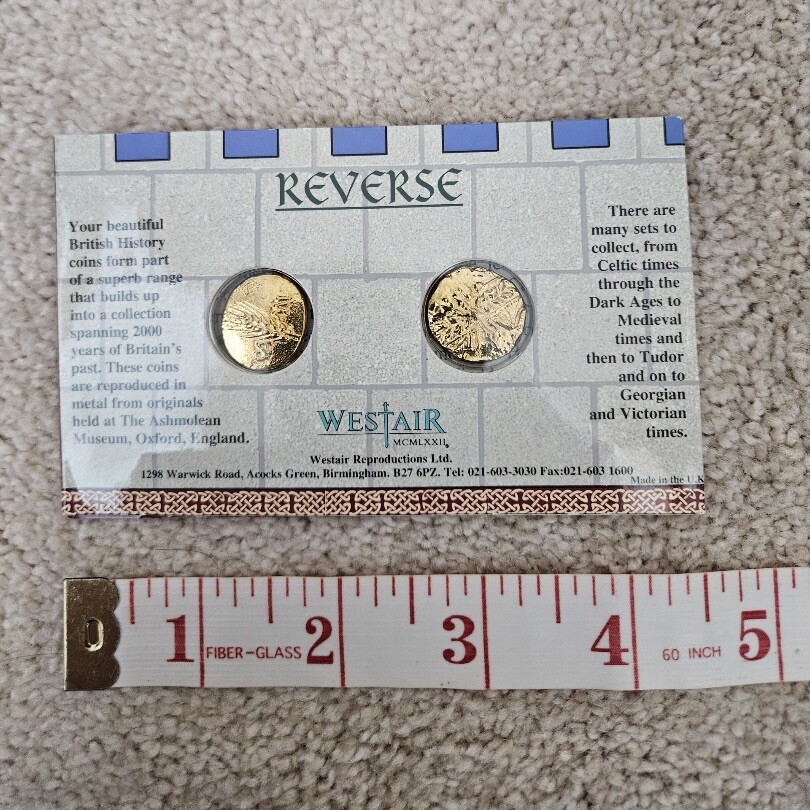 REVERSE
Your beautiful
British History
coins form part
of a superb range
that builds up
into a collection
spanning 2000
years of Britain's
past. These coins
are reproduced in
metal from originals
held at The Ashmolean
Museum, Oxford, England.
There are
many sets to
collect, from
Celtic times
through the
Dark Ages to
Medieval
times and
then to Tudor
and on to
Georgian
and Victorian
times.
WESTAIR
MCMLXXII
Westair Reproductions Ltd.
1298 Warwick Road, Acocks Green, Birmingham. B27 6PZ. Tel: 021-603-3030 Fax:021-603 1600
Made in the U.K
1 FIBER-GLASS 2 3 4 60 INCH 5